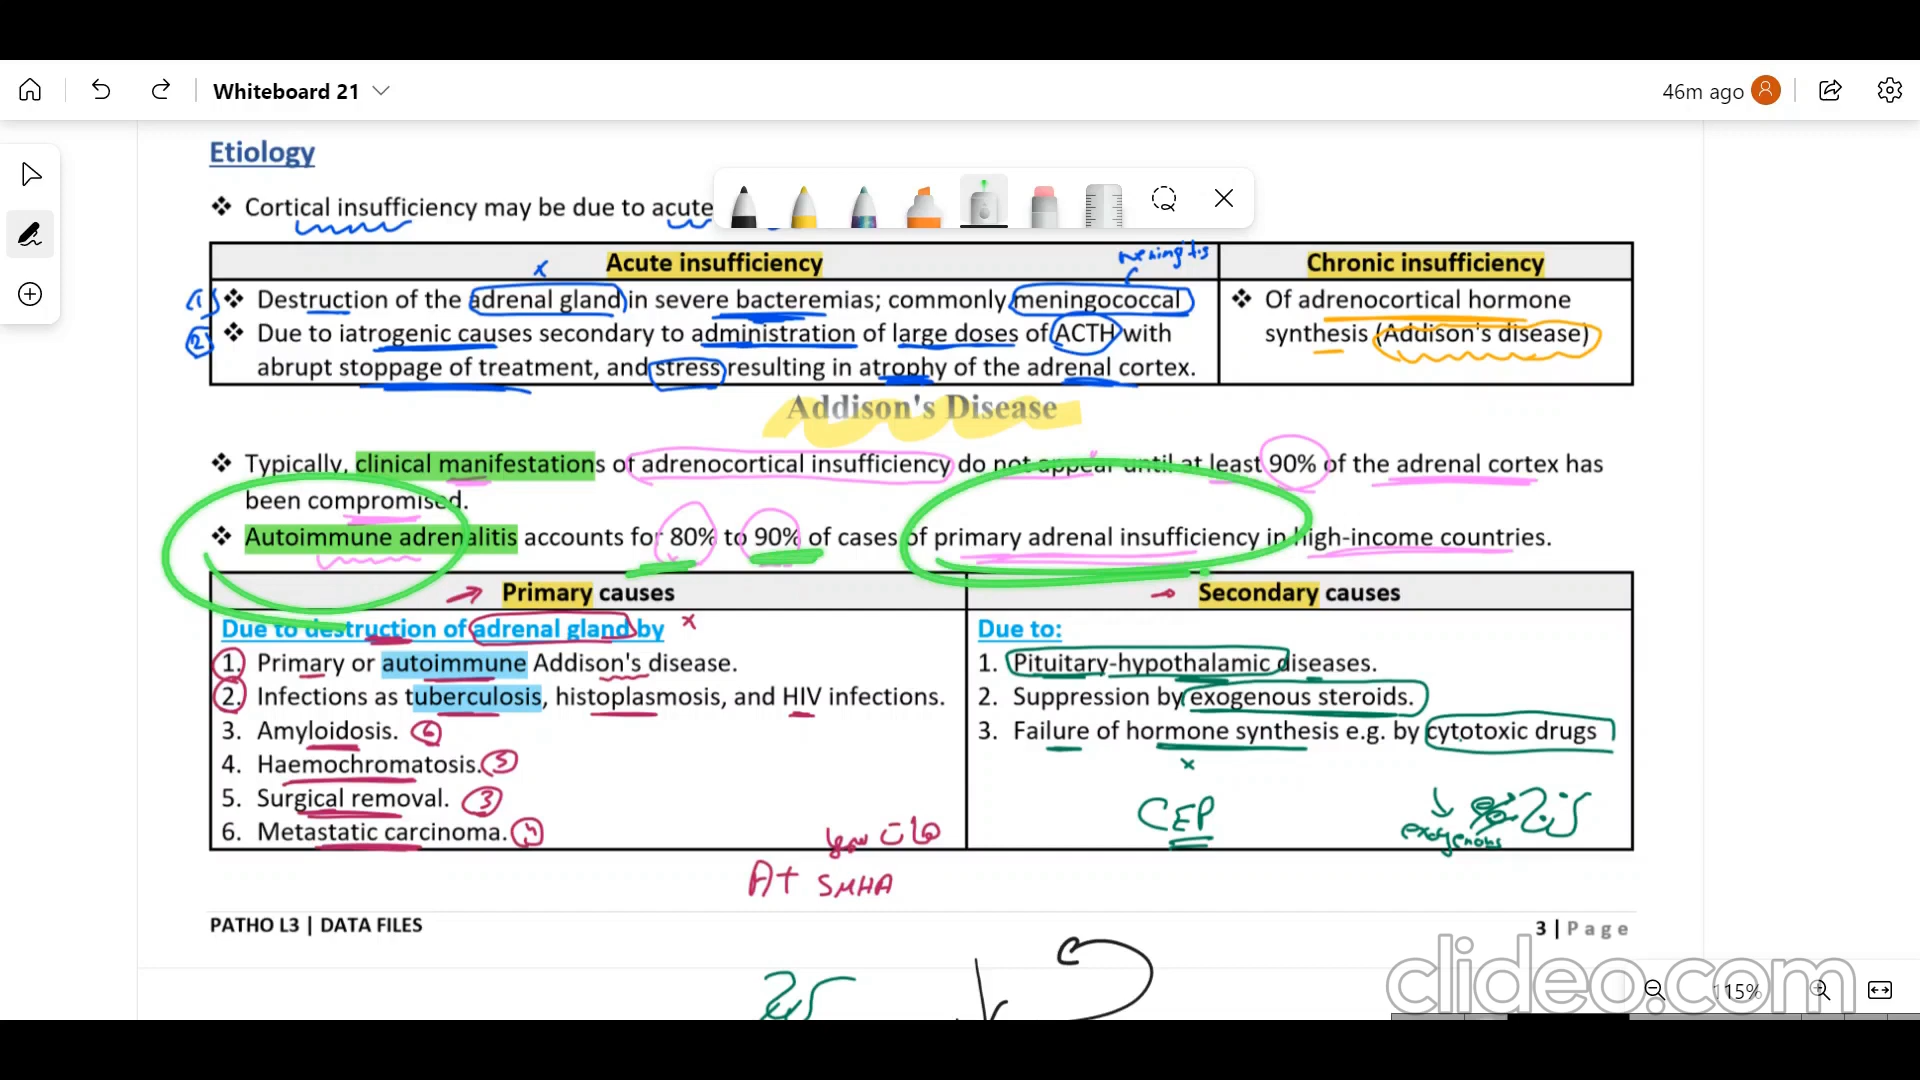 Whiteboard 21
46m ago
Etiology
❖ Cortical insufficiency may be due to acute
Acute insufficiency
Chronic insufficiency
x
(1) ❖ Destruction of the adrenal gland in severe bacteremias; commonly meningococcal
2 ❖ Due to iatrogenic causes secondary to administration of large doses of ACTH with
abrupt stoppage of treatment, and stress resulting in atrophy of the adrenal cortex.
❖ Of adrenocortical hormone
synthesis (Addison's disease)
Addison's Disease
❖ Typically, clinical manifestations of adrenocortical insufficiency do not appear until at least 90% of the adrenal cortex has
been compromised.
❖ Autoimmune adrenalitis accounts for 80% to 90% of cases of primary adrenal insufficiency in high-income countries.
Primary causes
Secondary causes
Due to destruction of adrenal gland by x
1. Primary or autoimmune Addison's disease.
2. Infections as tuberculosis, histoplasmosis, and HIV infections.
3. Amyloidosis. 6
4. Haemochromatosis. 5
5. Surgical removal. 3
6. Metastatic carcinoma. 4
A+ SMHA
Due to:
1. Pituitary-hypothalamic diseases.
2. Suppression by exogenous steroids.
3. Failure of hormone synthesis e.g. by cytotoxic drugs
x
CEP
exogenous
PATHO L3 | DATA FILES
3 | Page
clideo.com
115%